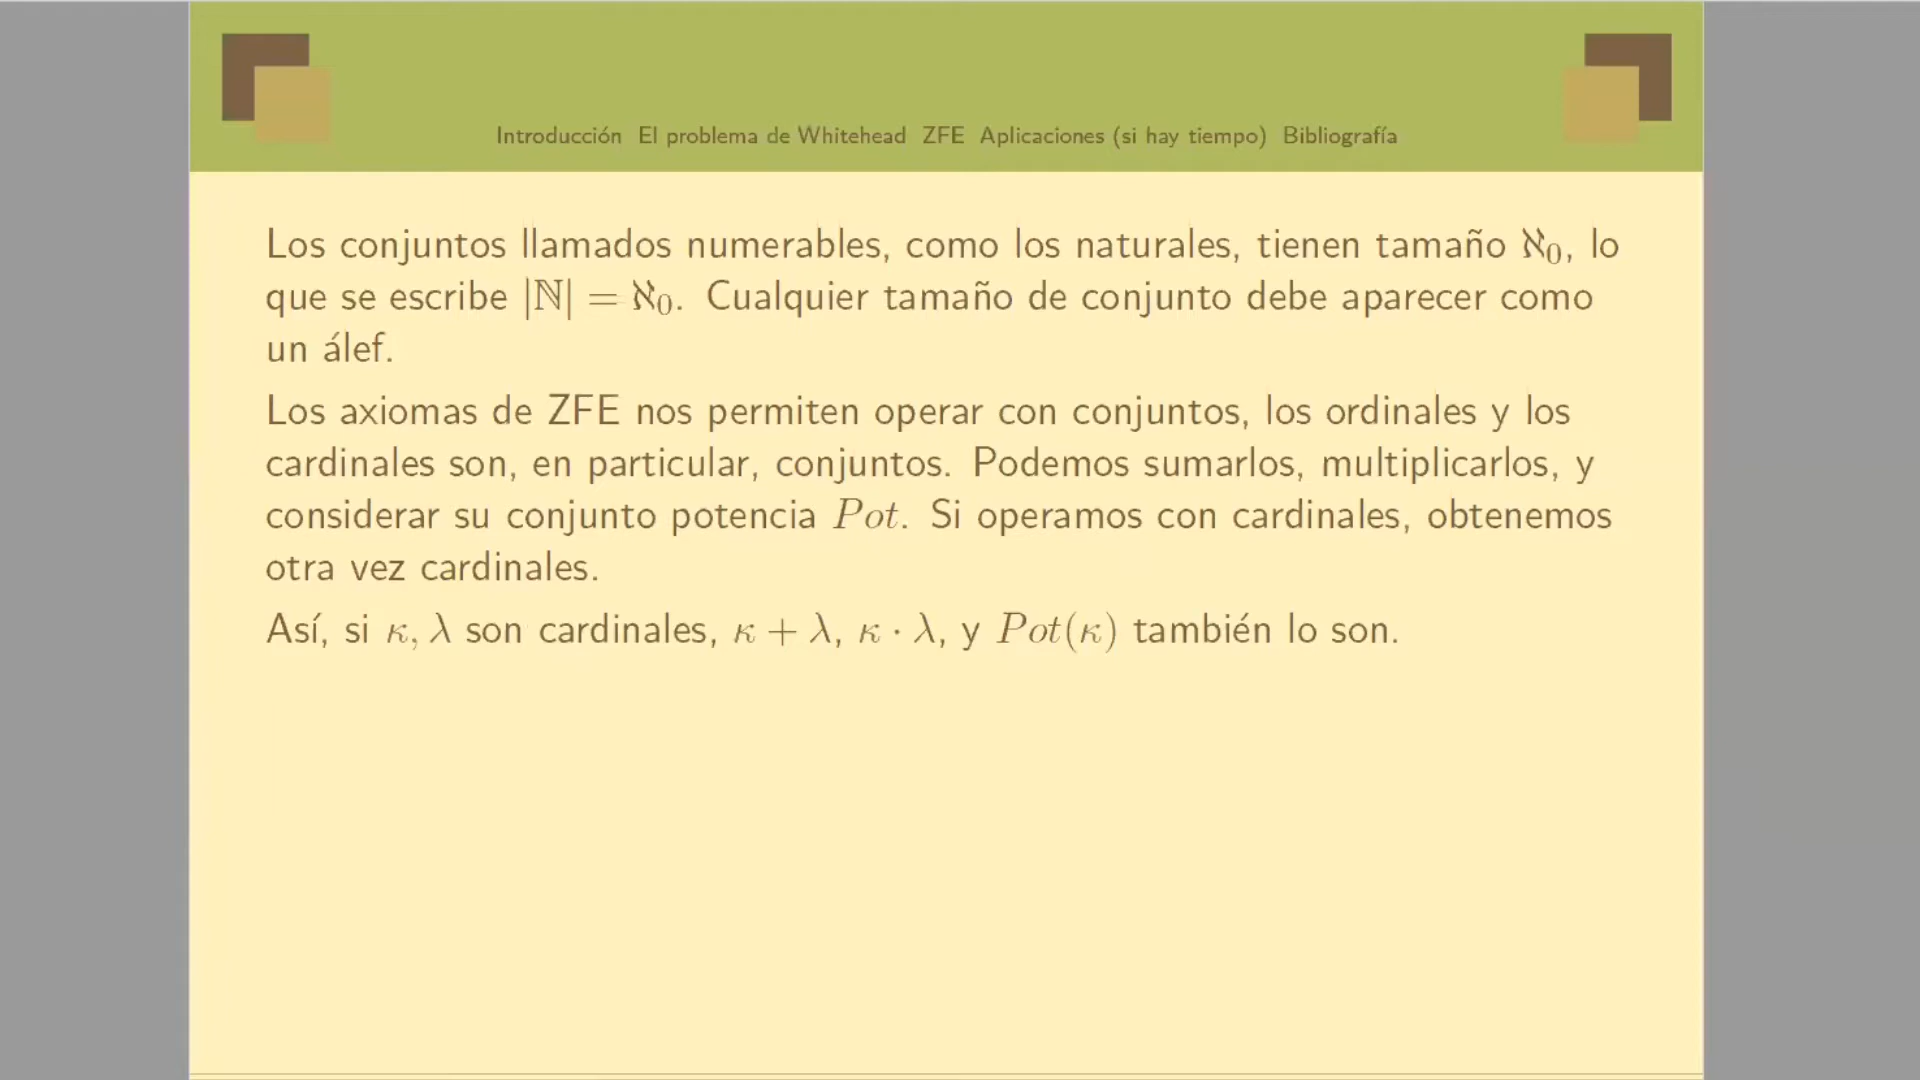 Introducción El problema de Whitehead ZFE Aplicaciones (si hay tiempo) Bibliografía
Los conjuntos llamados numerables, como los naturales, tienen tamaño ℵ₀, lo
que se escribe |ℕ| = ℵ₀. Cualquier tamaño de conjunto debe aparecer como
un álef.
Los axiomas de ZFE nos permiten operar con conjuntos, los ordinales y los
cardinales son, en particular, conjuntos. Podemos sumarlos, multiplicarlos, y
considerar su conjunto potencia Pot. Si operamos con cardinales, obtenemos
otra vez cardinales.
Así, si κ, λ son cardinales, κ + λ, κ · λ, y Pot(κ) también lo son.